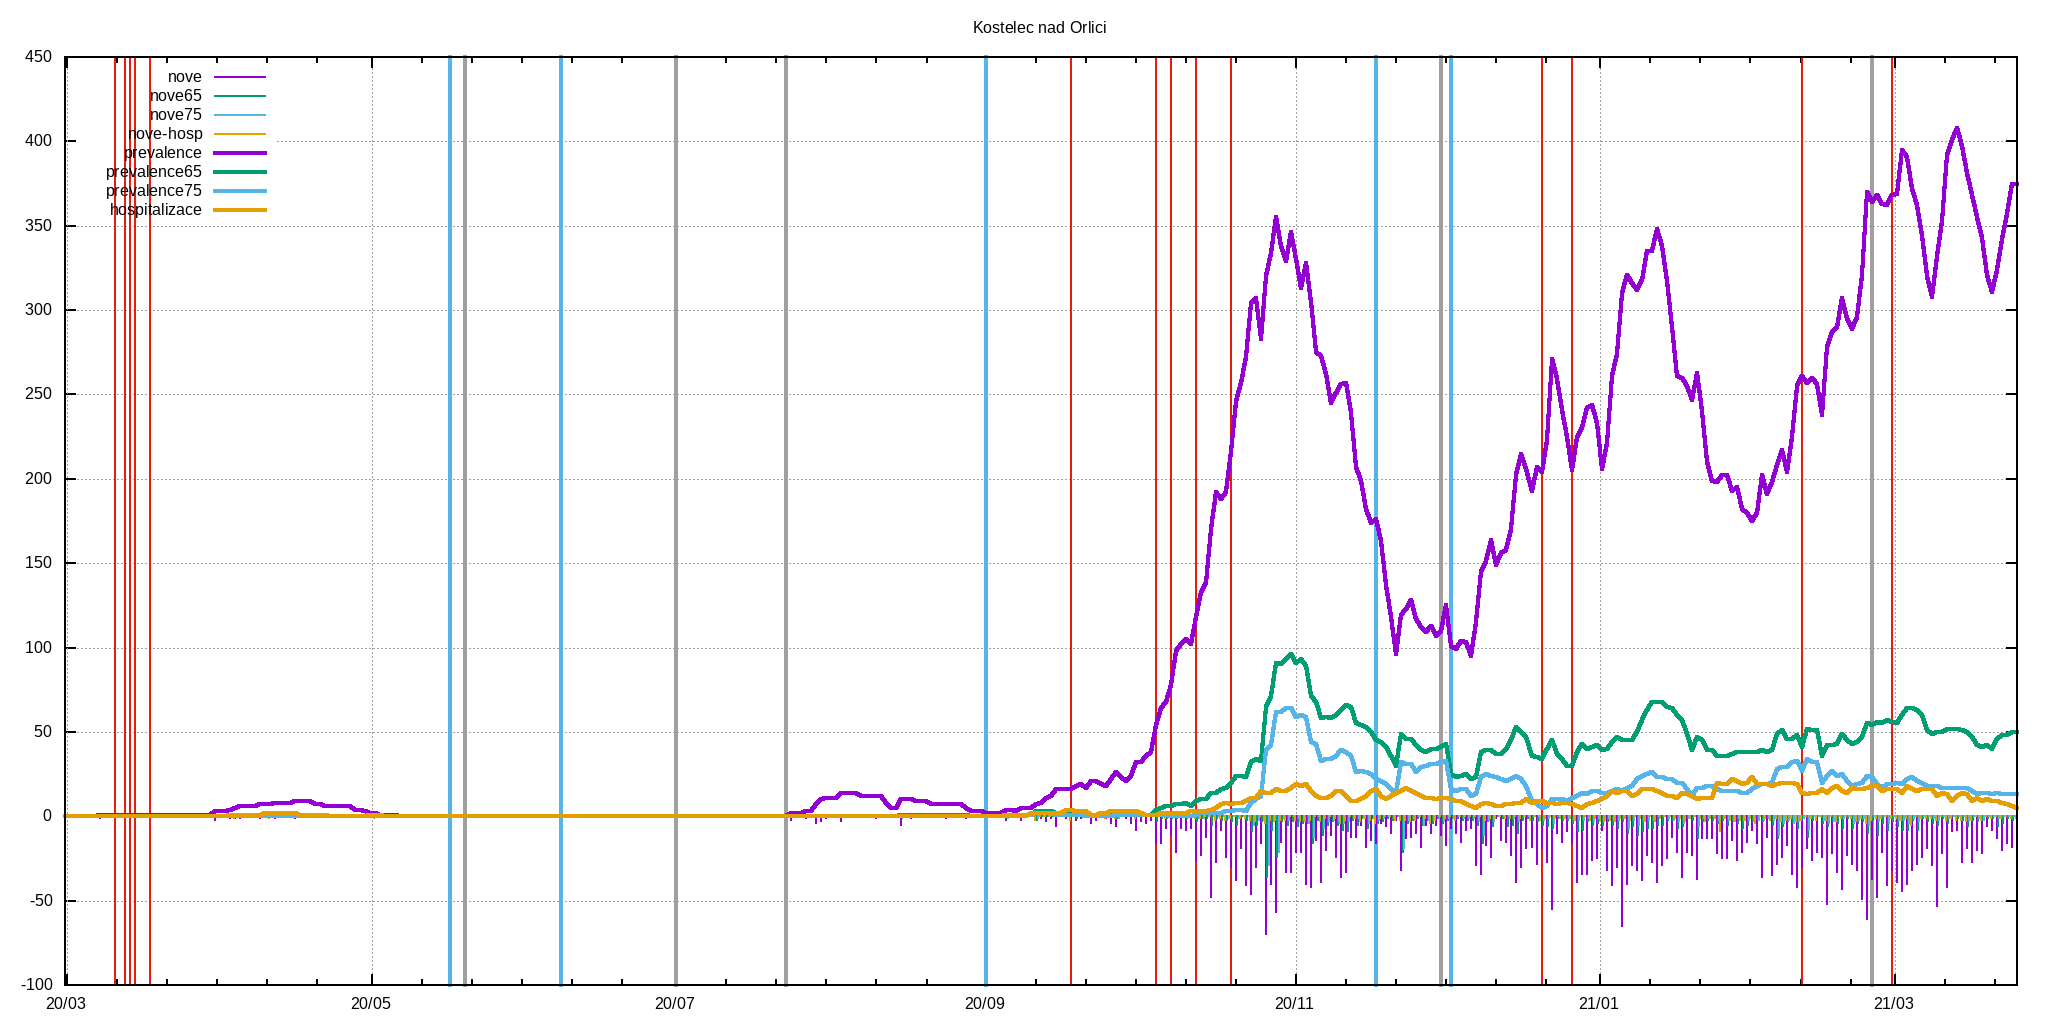 Kostelec nad Orlici
450
400
350
300
250
200
150
100
50
0
-50
-100
nove
nove65
nove75
nove-hosp
prevalence
prevalence65
prevalence75
hospitalizace
20/03 20/05 20/07 20/09 20/11 21/01 21/03